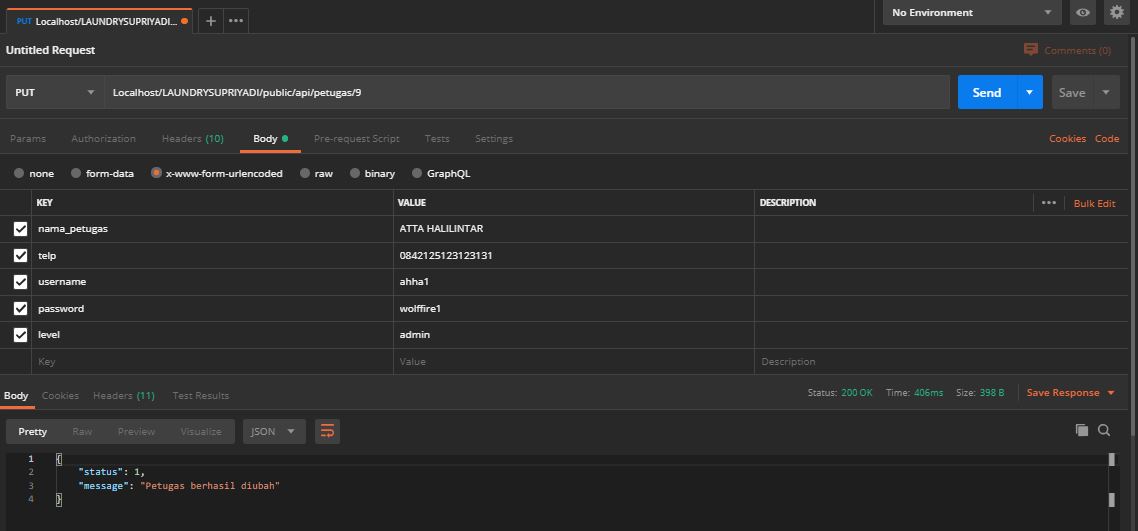 PUT Localhost/LAUNDRYSUPRIYADI... + ••• No Environment
Untitled Request Comments (0)
PUT Localhost/LAUNDRYSUPRIYADI/public/api/petugas/9 Send Save
Params Authorization Headers (10) Body Pre-request Script Tests Settings Cookies Code
none form-data x-www-form-urlencoded raw binary GraphQL
KEY VALUE DESCRIPTION ••• Bulk Edit
nama_petugas ATTA HALILINTAR
telp 0842125123123131
username ahha1
password wolffire1
level admin
Key Value Description
Body Cookies Headers (11) Test Results Status: 200 OK Time: 406ms Size: 398 B Save Response
Pretty Raw Preview Visualize JSON
1 {
2 "status": 1,
3 "message": "Petugas berhasil diubah"
4 }